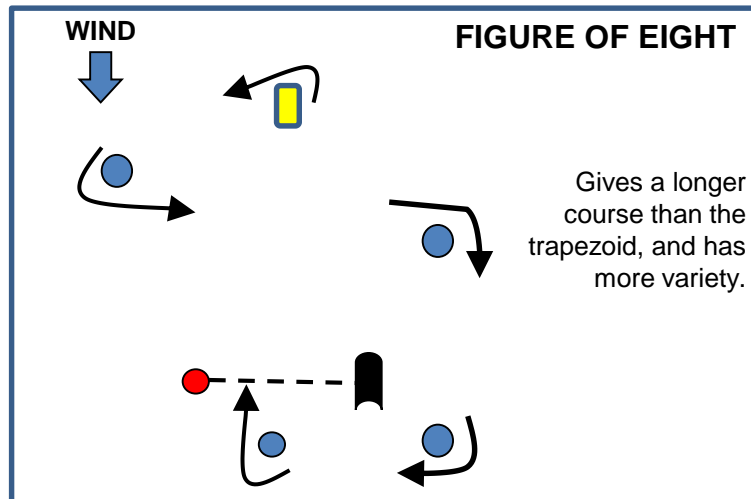 WIND
FIGURE OF EIGHT
Gives a longer
course than the
trapezoid, and has
more variety.